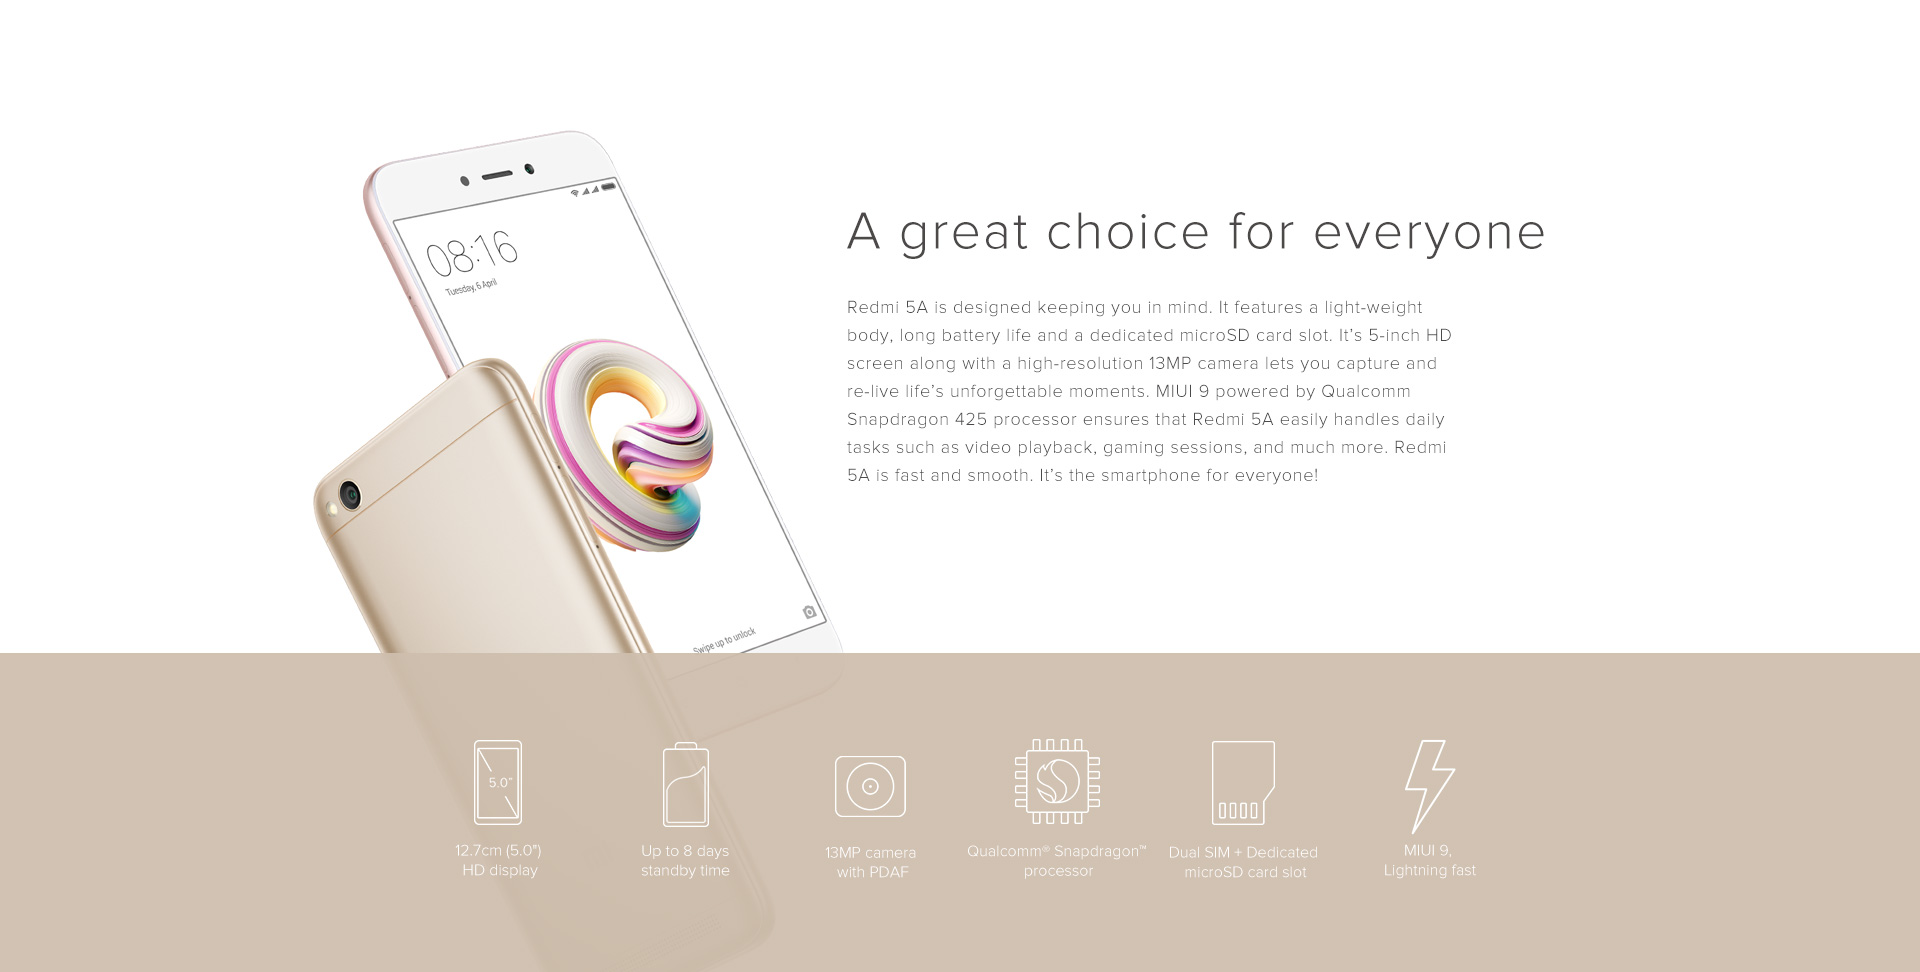 08:16
Tuesday, 6 April
A great choice for everyone
Redmi 5A is designed keeping you in mind. It features a light-weight
body, long battery life and a dedicated microSD card slot. It’s 5-inch HD
screen along with a high-resolution 13MP camera lets you capture and
re-live life’s unforgettable moments. MIUI 9 powered by Qualcomm
Snapdragon 425 processor ensures that Redmi 5A easily handles daily
tasks such as video playback, gaming sessions, and much more. Redmi
5A is fast and smooth. It’s the smartphone for everyone!
Swipe up to unlock
5.0"
12.7cm (5.0")
HD display
Up to 8 days
standby time
13MP camera
with PDAF
Qualcomm® Snapdragon™
processor
Dual SIM + Dedicated
microSD card slot
MIUI 9,
Lightning fast